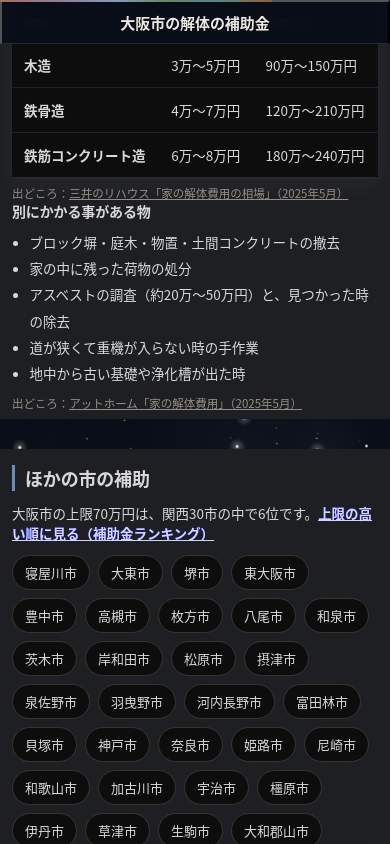 大阪市の解体の補助金
木造 3万〜5万円 90万〜150万円
鉄骨造 4万〜7万円 120万〜210万円
鉄筋コンクリート造 6万〜8万円 180万〜240万円
出どころ：三井のリハウス「家の解体費用の相場」（2025年5月）
別にかかる事がある物
ブロック塀・庭木・物置・土間コンクリートの撤去
家の中に残った荷物の処分
アスベストの調査（約20万〜50万円）と、見つかった時
の除去
道が狭くて重機が入らない時の手作業
地中から古い基礎や浄化槽が出た時
出どころ：アットホーム「家の解体費用」（2025年5月）
ほかの市の補助
大阪市の上限70万円は、関西30市の中で6位です。上限の高
い順に見る（補助金ランキング）
寝屋川市 大東市 堺市 東大阪市
豊中市 高槻市 枚方市 八尾市 和泉市
茨木市 岸和田市 松原市 摂津市
泉佐野市 羽曳野市 河内長野市 富田林市
貝塚市 神戸市 奈良市 姫路市 尼崎市
和歌山市 加古川市 宇治市 橿原市
伊丹市 草津市 生駒市 大和郡山市